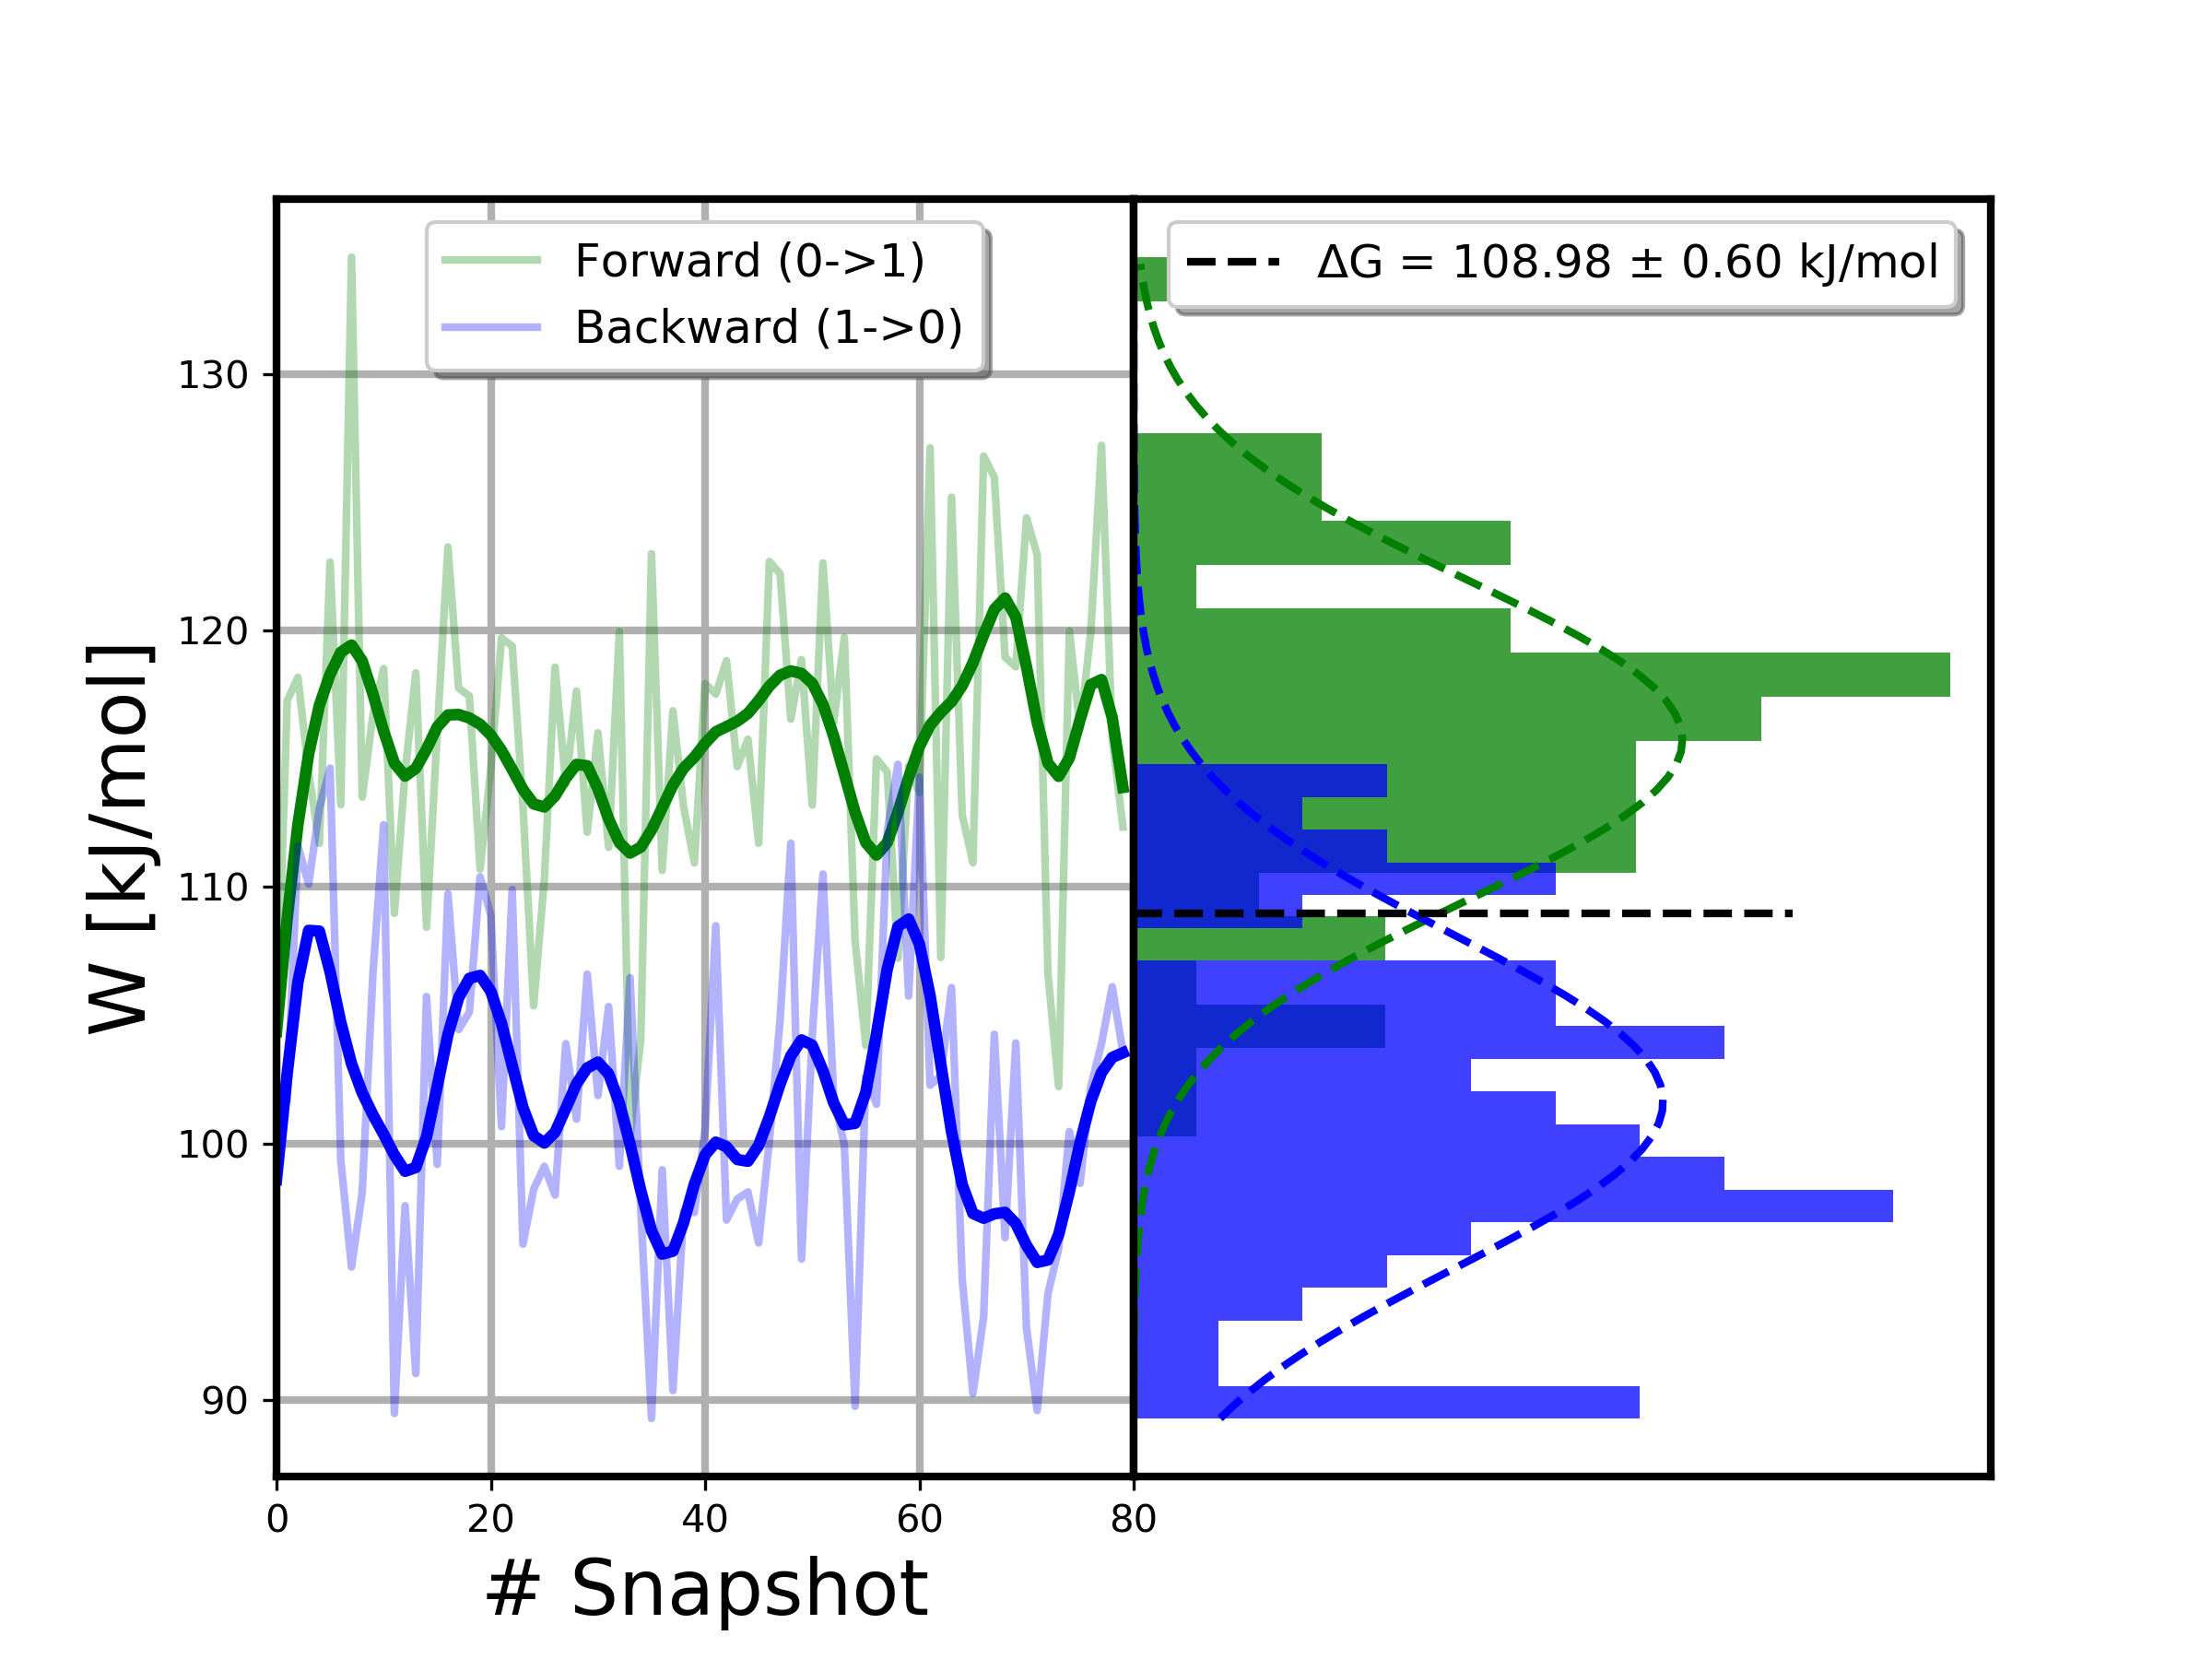 Forward (0->1)
Backward (1->0)
ΔG = 108.98 ± 0.60 kJ/mol
W [kJ/mol]
130
120
110
100
90
0 20 40 60 80
# Snapshot